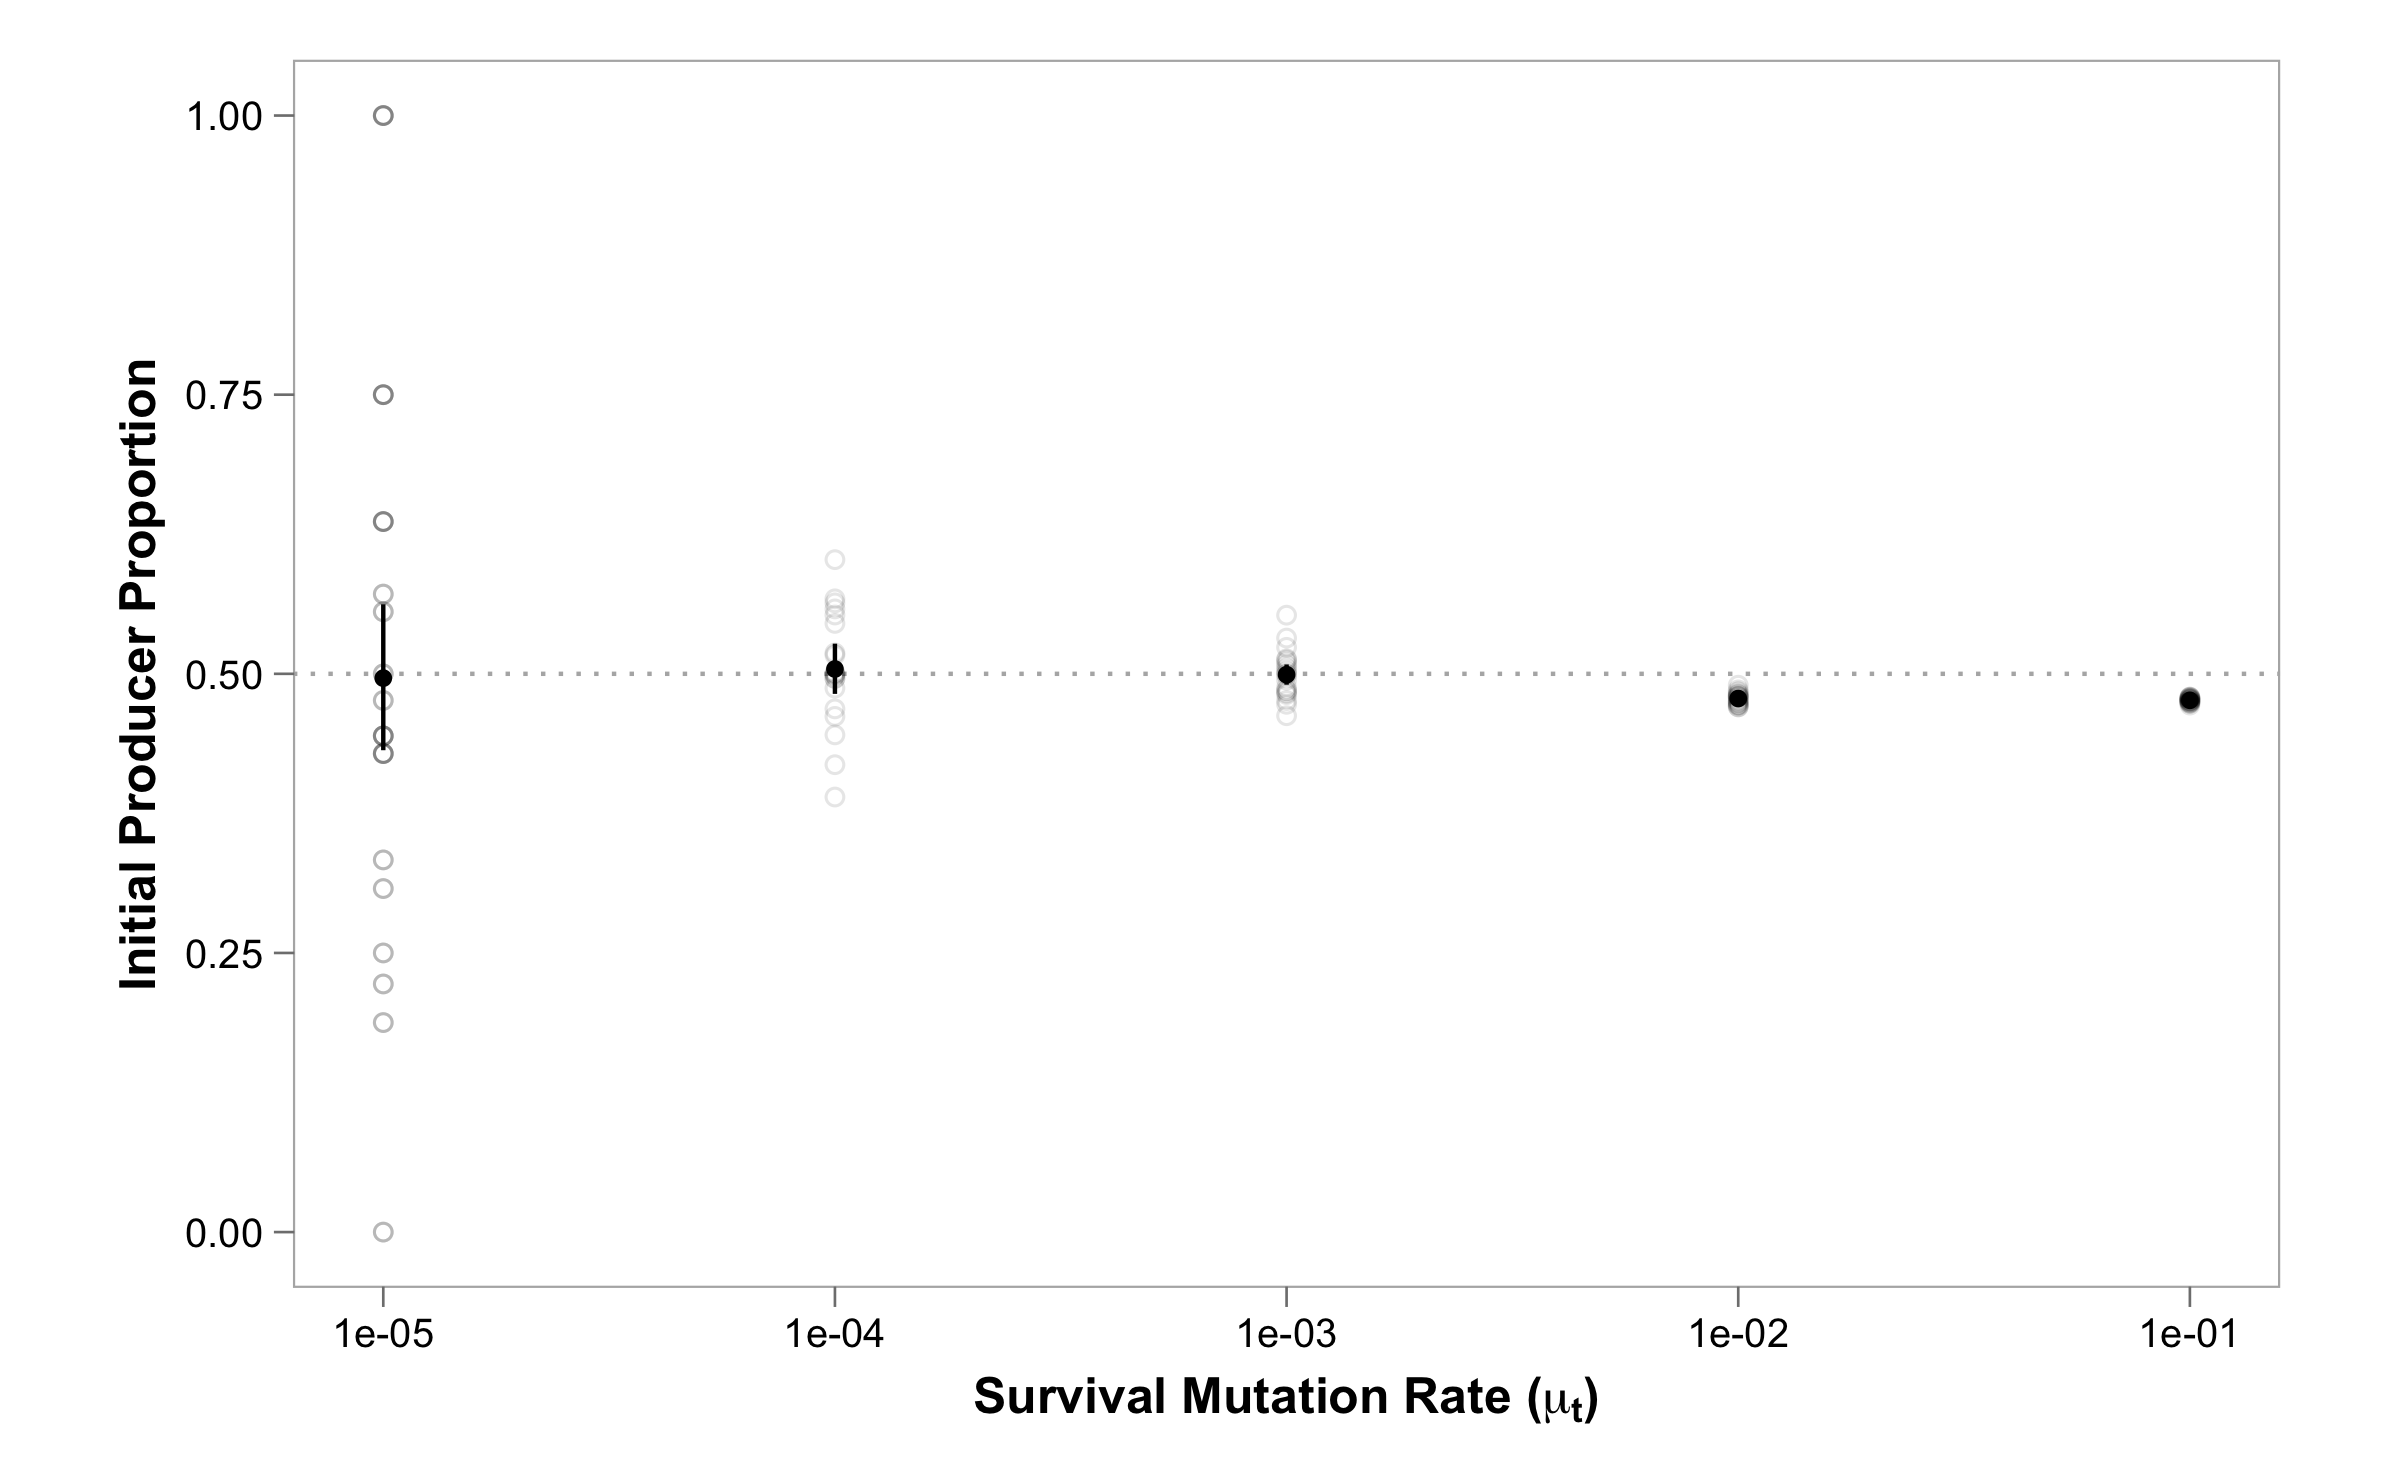 1.00
0.75
0.50
0.25
0.00
Initial Producer Proportion
1e-05 1e-04 1e-03 1e-02 1e-01
Survival Mutation Rate (μt)